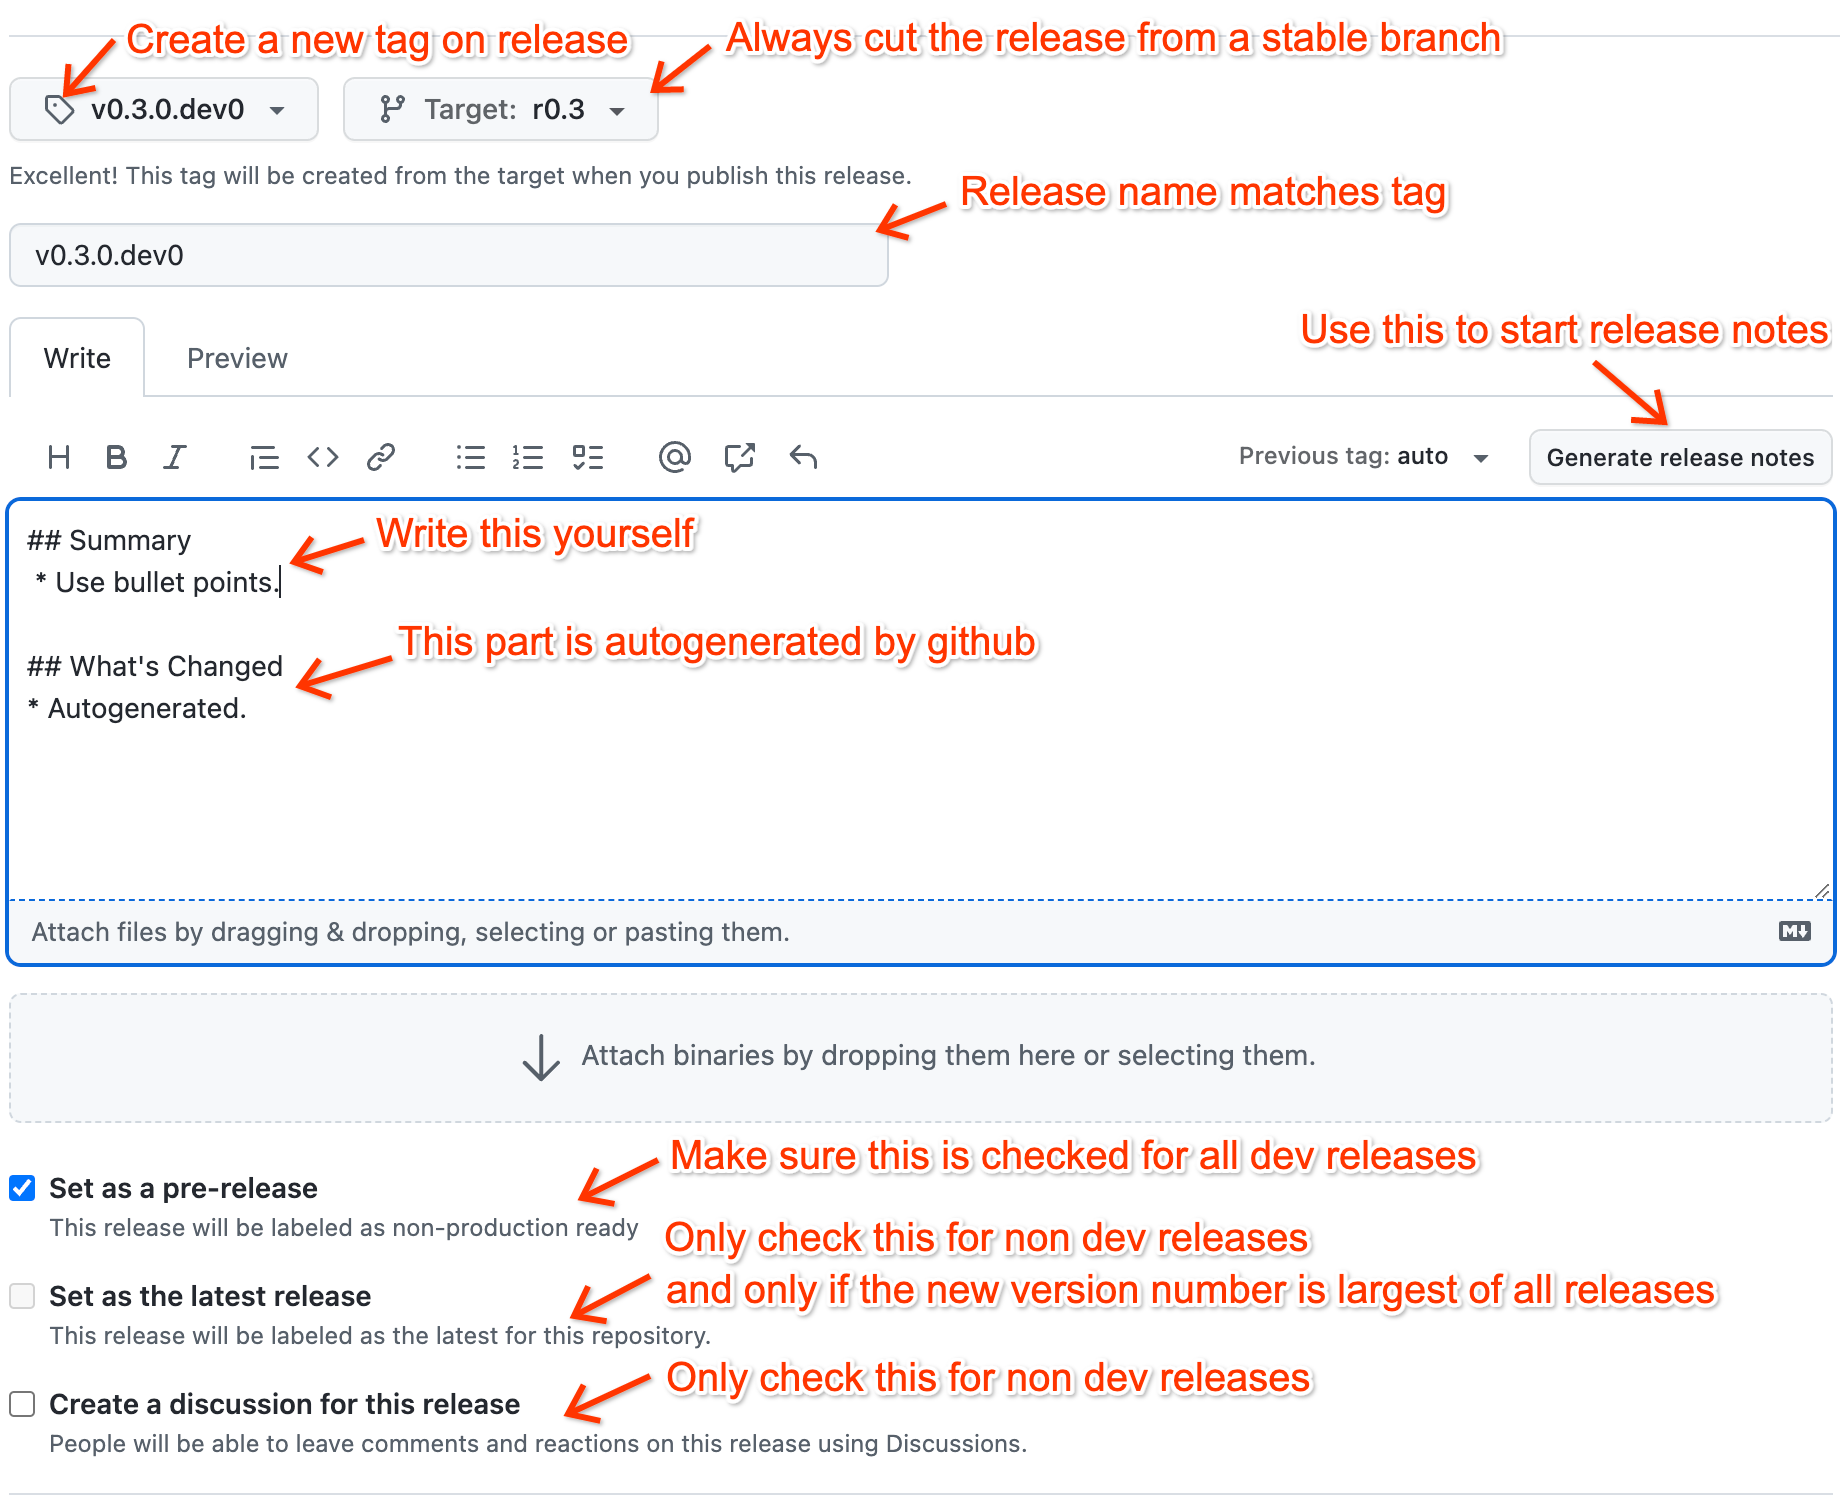 Create a new tag on release
Always cut the release from a stable branch
v0.3.0.dev0
Target: r0.3
Excellent! This tag will be created from the target when you publish this release.
Release name matches tag
v0.3.0.dev0
Use this to start release notes
Write
Preview
Previous tag: auto
Generate release notes
## Summary
Write this yourself
* Use bullet points.
This part is autogenerated by github
## What's Changed
* Autogenerated.
Attach files by dragging & dropping, selecting or pasting them.
Attach binaries by dropping them here or selecting them.
Make sure this is checked for all dev releases
Set as a pre-release
This release will be labeled as non-production ready
Only check this for non dev releases
and only if the new version number is largest of all releases
Set as the latest release
This release will be labeled as the latest for this repository.
Only check this for non dev releases
Create a discussion for this release
People will be able to leave comments and reactions on this release using Discussions.